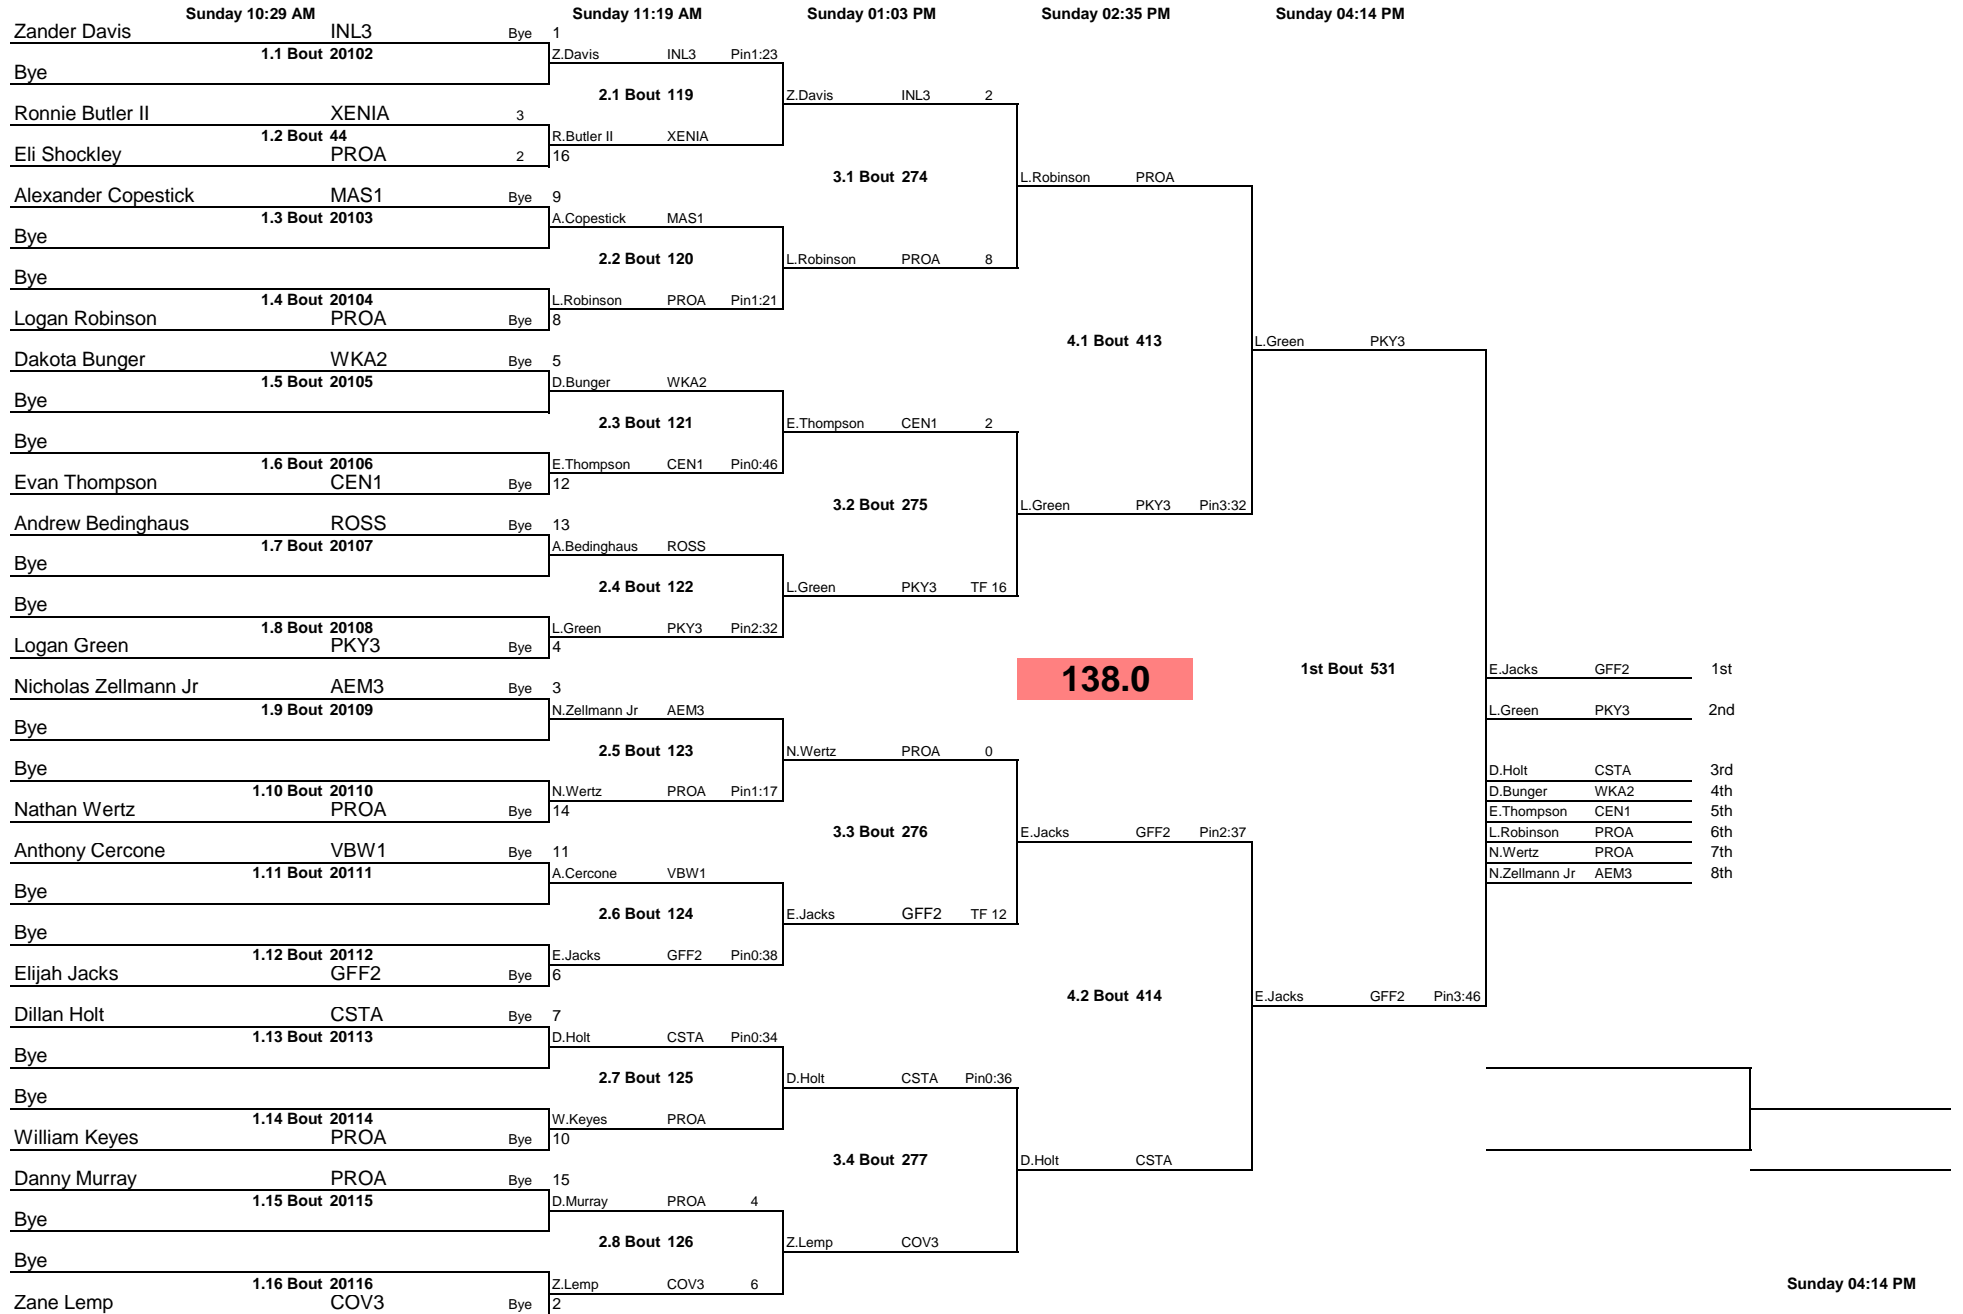 Sunday 10:29 AM Sunday 11:19 AM Sunday 01:03 PM Sunday 02:35 PM Sunday 04:14 PM
Zander Davis INL3 Bye 1
1.1 Bout 20102 Z.Davis INL3 Pin1:23
Bye
2.1 Bout 119 Z.Davis INL3 2
Ronnie Butler II XENIA 3
1.2 Bout 44 R.Butler II XENIA
Eli Shockley PROA 2 16
3.1 Bout 274 L.Robinson PROA
Alexander Copestick MAS1 Bye 9
1.3 Bout 20103 A.Copestick MAS1
Bye
2.2 Bout 120 L.Robinson PROA 8
Bye
1.4 Bout 20104 L.Robinson PROA Pin1:21
Logan Robinson PROA Bye 8
4.1 Bout 413 L.Green PKY3
Dakota Bunger WKA2 Bye 5
1.5 Bout 20105 D.Bunger WKA2
Bye
2.3 Bout 121 E.Thompson CEN1 2
Bye
1.6 Bout 20106 E.Thompson CEN1 Pin0:46
Evan Thompson CEN1 Bye 12
3.2 Bout 275 L.Green PKY3 Pin3:32
Andrew Bedinghaus ROSS Bye 13
1.7 Bout 20107 A.Bedinghaus ROSS
Bye
2.4 Bout 122 L.Green PKY3 TF 16
Bye
1.8 Bout 20108 L.Green PKY3 Pin2:32
Logan Green PKY3 Bye 4
138.0 1st Bout 531 E.Jacks GFF2 1st
Nicholas Zellmann Jr AEM3 Bye 3
1.9 Bout 20109 N.Zellmann Jr AEM3 L.Green PKY3 2nd
Bye
2.5 Bout 123 N.Wertz PROA 0
Bye D.Holt CSTA 3rd
1.10 Bout 20110 N.Wertz PROA Pin1:17 D.Bunger WKA2 4th
Nathan Wertz PROA Bye 14 E.Thompson CEN1 5th
3.3 Bout 276 E.Jacks GFF2 Pin2:37 L.Robinson PROA 6th
Anthony Cercone VBW1 Bye 11 N.Wertz PROA 7th
1.11 Bout 20111 A.Cercone VBW1 N.Zellmann Jr AEM3 8th
Bye
2.6 Bout 124 E.Jacks GFF2 TF 12
Bye
1.12 Bout 20112 E.Jacks GFF2 Pin0:38
Elijah Jacks GFF2 Bye 6
4.2 Bout 414 E.Jacks GFF2 Pin3:46
Dillan Holt CSTA Bye 7
1.13 Bout 20113 D.Holt CSTA Pin0:34
Bye
2.7 Bout 125 D.Holt CSTA Pin0:36
Bye
1.14 Bout 20114 W.Keyes PROA
William Keyes PROA Bye 10
3.4 Bout 277 D.Holt CSTA
Danny Murray PROA Bye 15
1.15 Bout 20115 D.Murray PROA 4
Bye
2.8 Bout 126 Z.Lemp COV3
Bye
1.16 Bout 20116 Z.Lemp COV3 6 Sunday 04:14 PM
Zane Lemp COV3 Bye 2